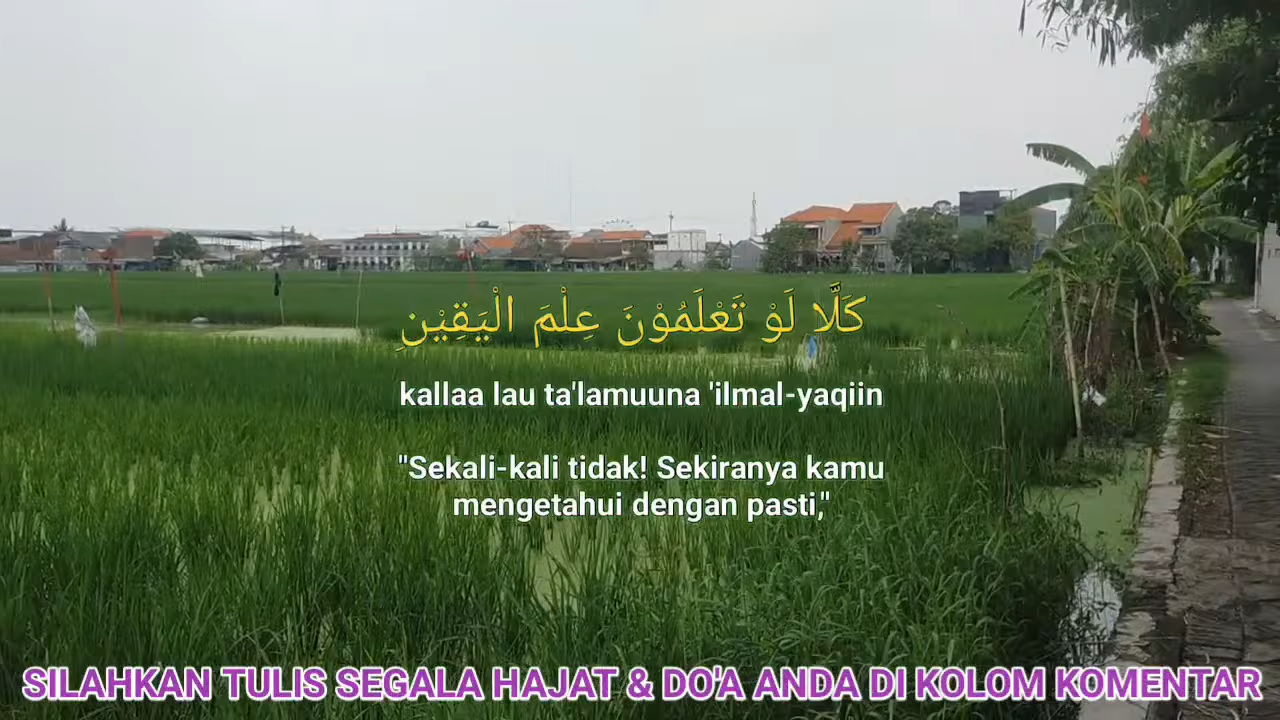 كَلَّا لَوْ تَعْلَمُوْنَ عِلْمَ الْيَقِيْنِ
kallaa lau ta'lamuuna 'ilmal-yaqiin
"Sekali-kali tidak! Sekiranya kamu
mengetahui dengan pasti,"
SILAHKAN TULIS SEGALA HAJAT & DO'A ANDA DI KOLOM KOMENTAR